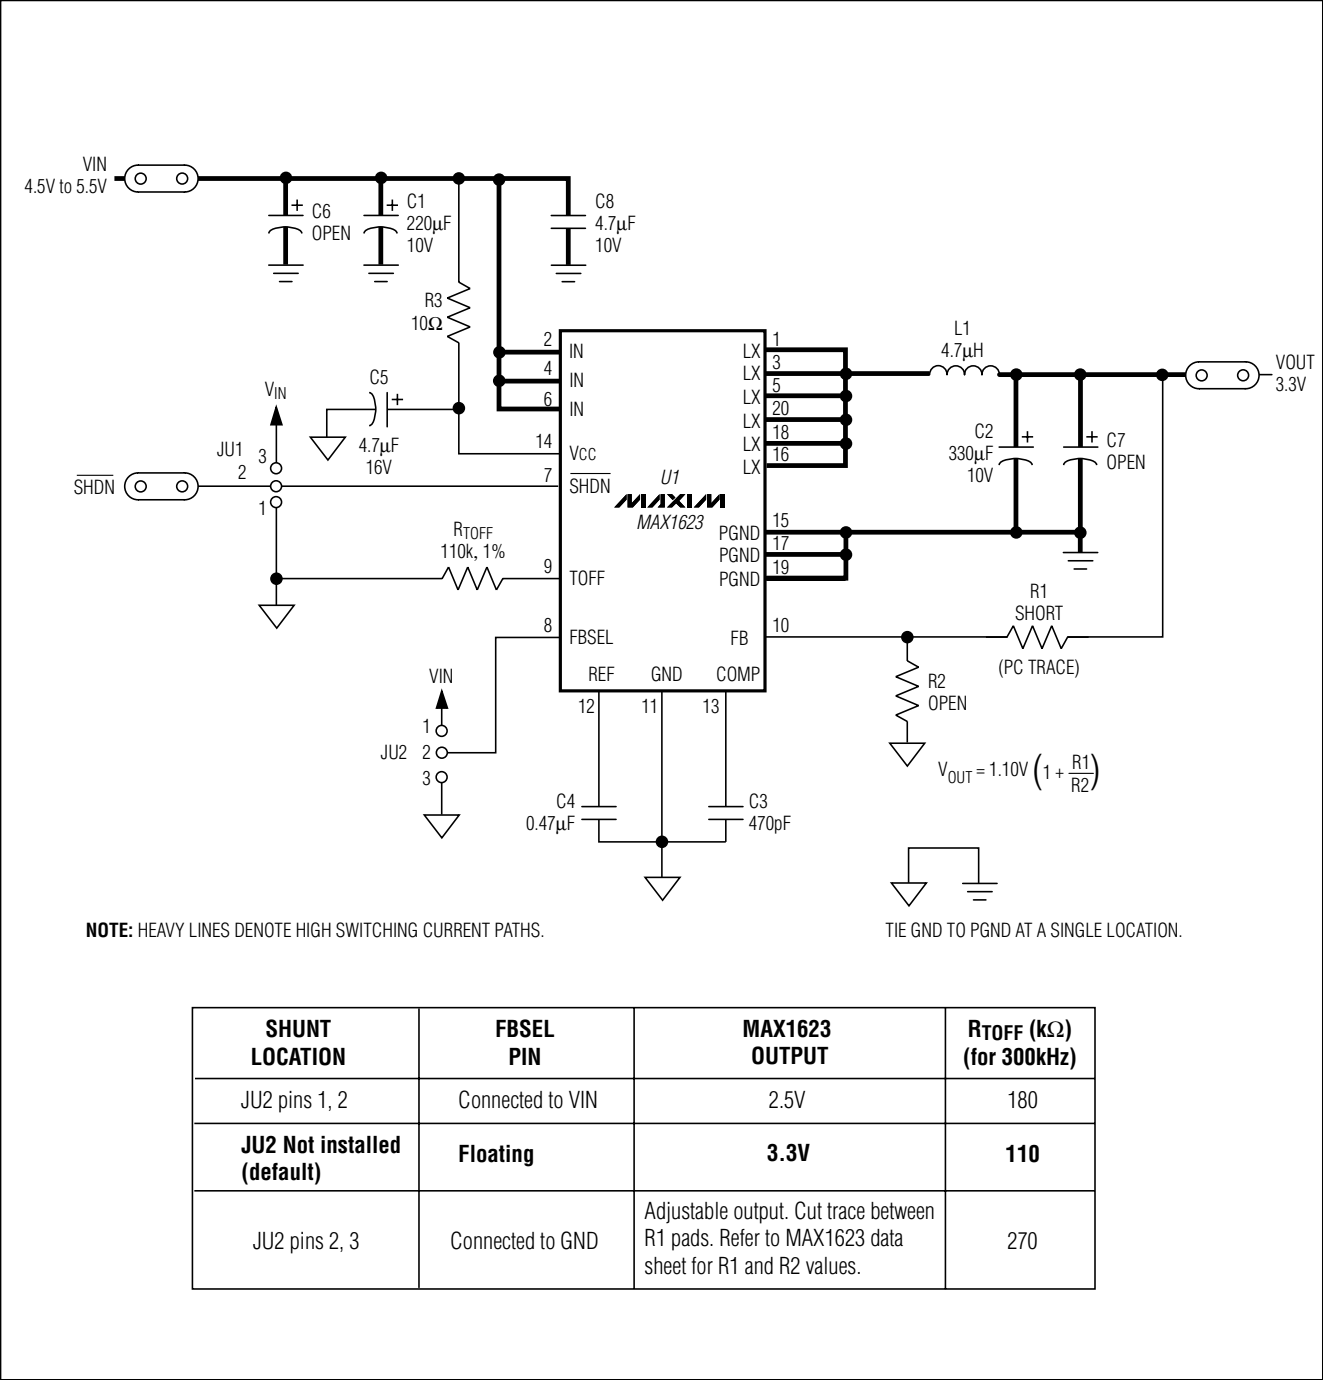 VIN
4.5V to 5.5V
+
C6
OPEN
+
C1
220µF
10V
C8
4.7µF
10V
R3
10Ω
C5
+
4.7µF
16V
VIN
JU1
3
2
1
SHDN
RTOFF
110k, 1%
2
4
6
14
7
9
8
IN
IN
IN
VCC
SHDN
TOFF
FBSEL
REF
GND
COMP
U1
MAXIM
MAX1623
LX
LX
LX
LX
LX
LX
PGND
PGND
PGND
FB
1
3
5
20
18
16
15
17
19
10
12
11
13
L1
4.7µH
VOUT
3.3V
C2
330µF
10V
+
+
C7
OPEN
R1
SHORT
(PC TRACE)
R2
OPEN
VOUT = 1.10V (1 + R1/R2)
VIN
JU2
1
2
3
C4
0.47µF
C3
470pF
NOTE: HEAVY LINES DENOTE HIGH SWITCHING CURRENT PATHS.
TIE GND TO PGND AT A SINGLE LOCATION.
SHUNT LOCATION
FBSEL PIN
MAX1623 OUTPUT
RTOFF (kΩ) (for 300kHz)
JU2 pins 1, 2
Connected to VIN
2.5V
180
JU2 Not installed
(default)
Floating
3.3V
110
JU2 pins 2, 3
Connected to GND
Adjustable output. Cut trace between
R1 pads. Refer to MAX1623 data
sheet for R1 and R2 values.
270